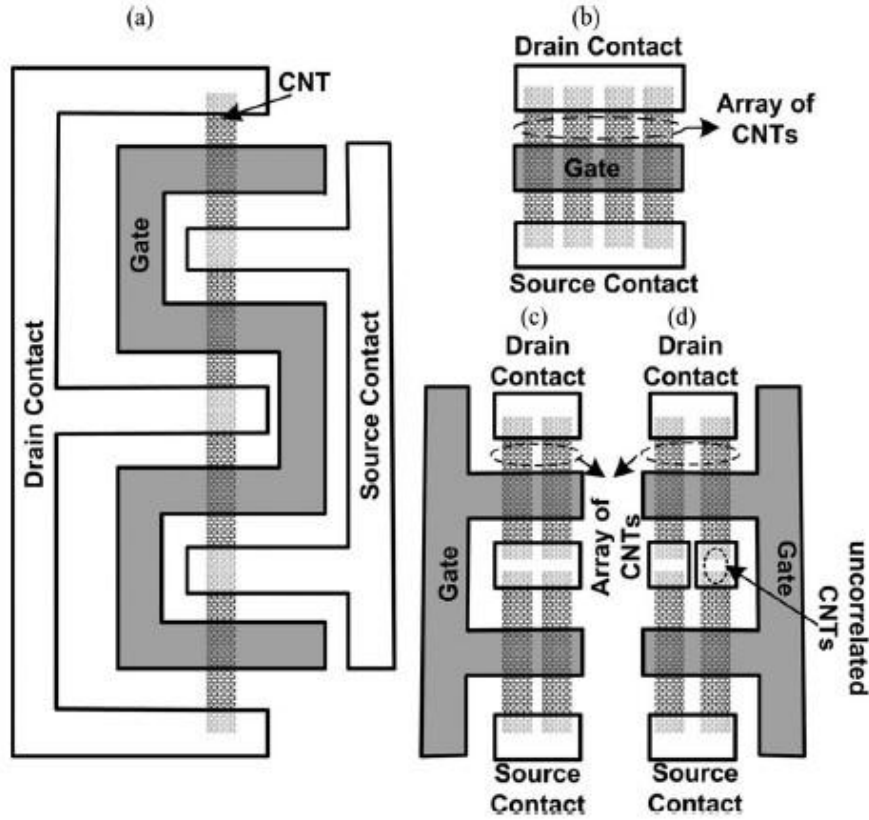 (a)
CNT
Gate
Drain Contact
Source Contact
(b)
Drain Contact
Array of
CNTs
Gate
Source Contact
(c)
Drain
Contact
Gate
Source
Contact
Array of
CNTs
(d)
Drain
Contact
Gate
uncorrelated
CNTs
Source
Contact